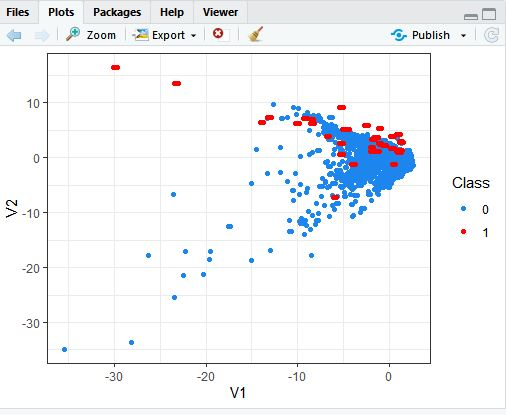 Files Plots Packages Help Viewer
Zoom Export Publish
10
0
-10
-20
-30
V2
-30 -20 -10 0
V1
Class
0
1